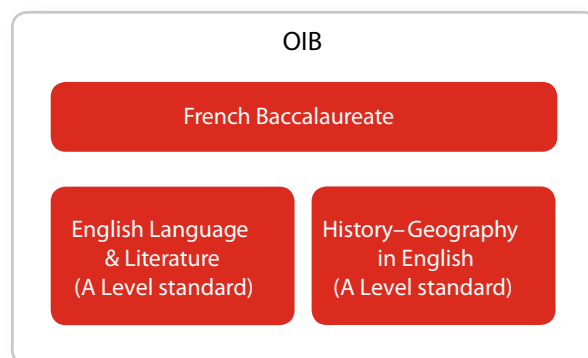 OIB
French Baccalaureate
English Language
& Literature
(A Level standard)
History–Geography
in English
(A Level standard)